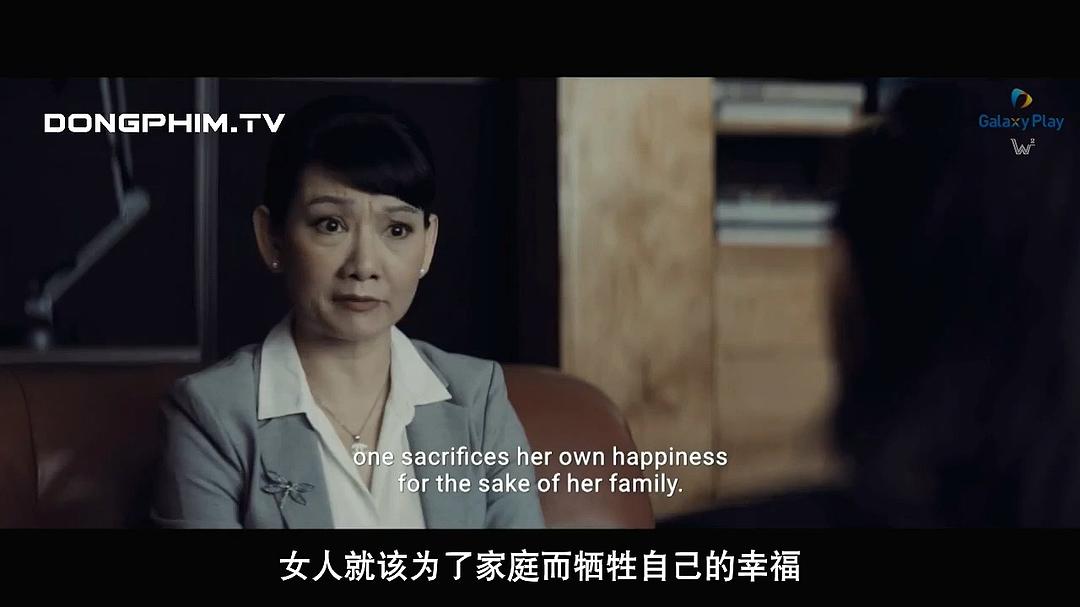 DONGPHIM.TV
Galaxy Play
W²
one sacrifices her own happiness
for the sake of her family.
女人就该为了家庭而牺牲自己的幸福